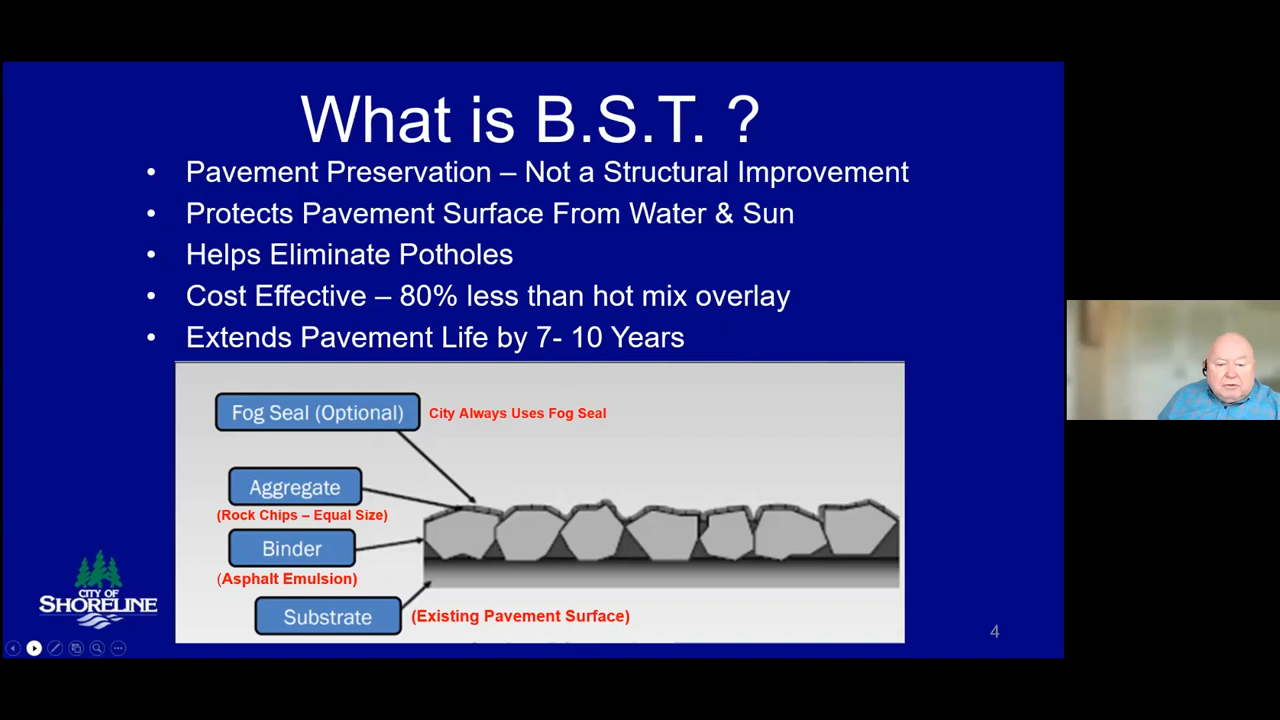 What is B.S.T. ?
• Pavement Preservation – Not a Structural Improvement
• Protects Pavement Surface From Water & Sun
• Helps Eliminate Potholes
• Cost Effective – 80% less than hot mix overlay
• Extends Pavement Life by 7- 10 Years
Fog Seal (Optional) City Always Uses Fog Seal
Aggregate
(Rock Chips – Equal Size)
Binder
(Asphalt Emulsion)
Substrate (Existing Pavement Surface)
CITY OF
SHORELINE
4